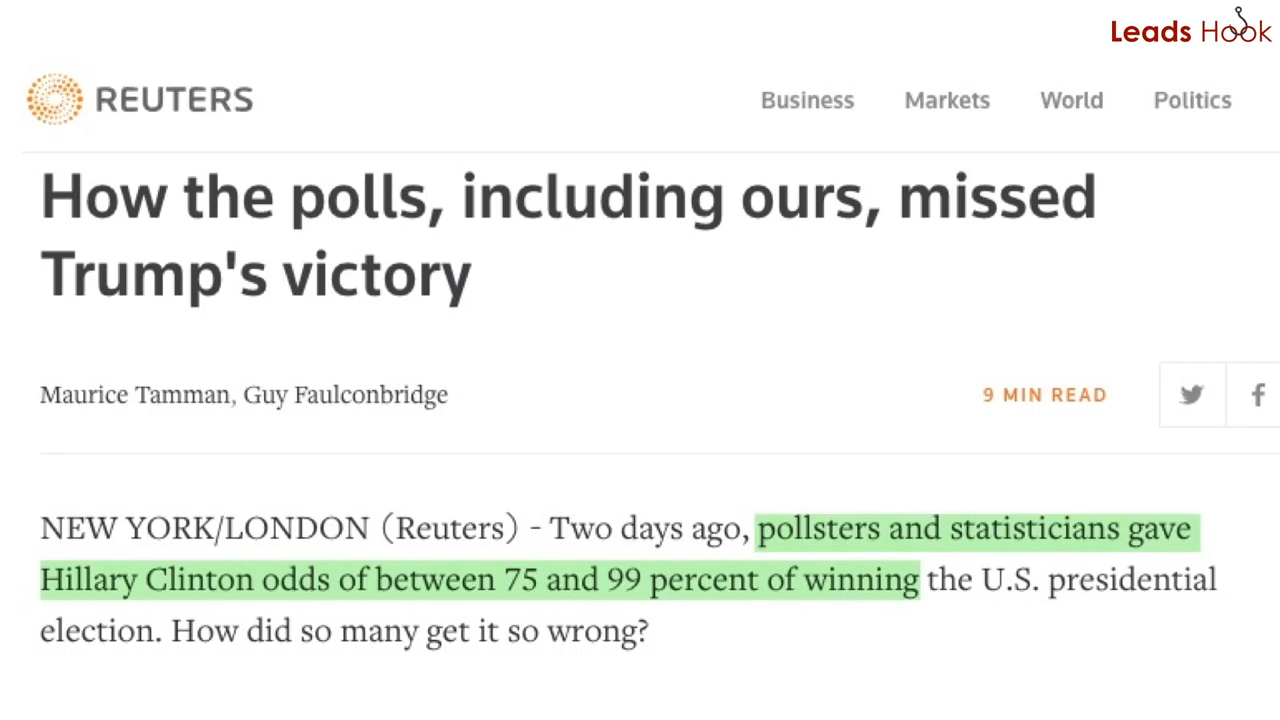 Leads Hook
REUTERS
Business Markets World Politics
How the polls, including ours, missed
Trump's victory
Maurice Tamman, Guy Faulconbridge
9 MIN READ
NEW YORK/LONDON (Reuters) - Two days ago, pollsters and statisticians gave
Hillary Clinton odds of between 75 and 99 percent of winning the U.S. presidential
election. How did so many get it so wrong?